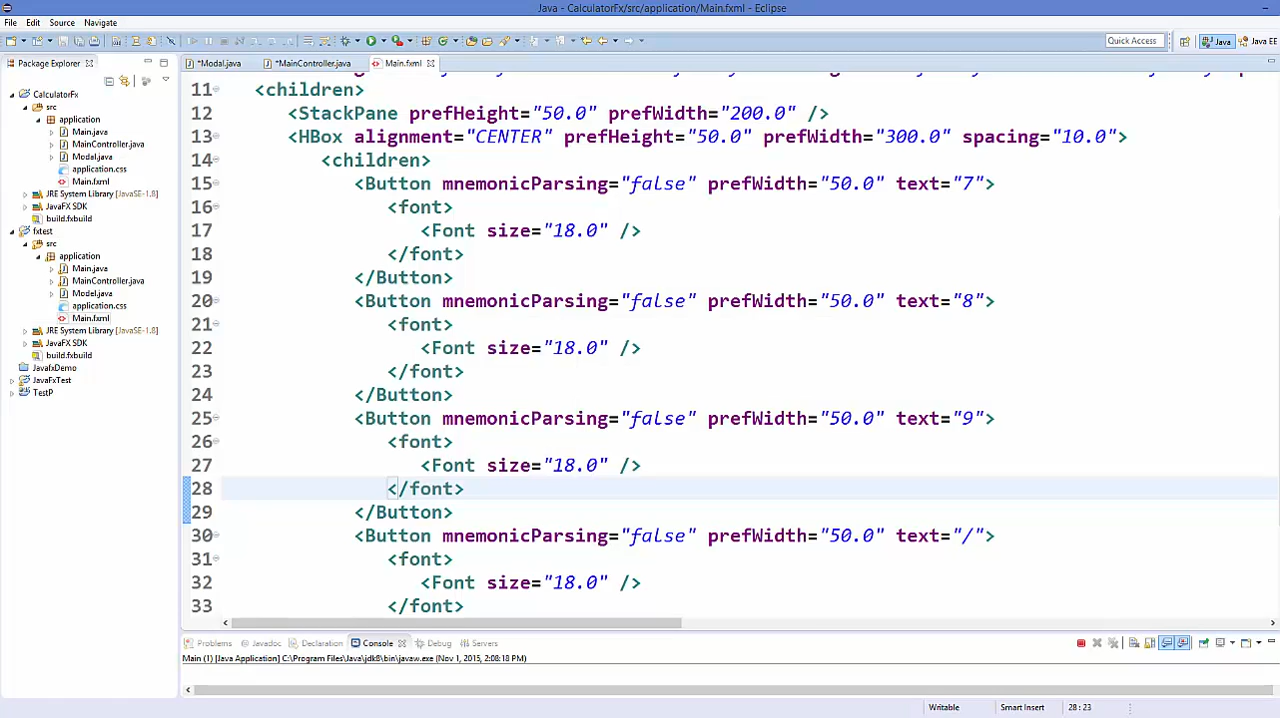 Java - CalculatorFx/src/application/Main.fxml - Eclipse
File Edit Source Navigate
Quick Access
Java
Java EE
Package Explorer
*Modal.java
*MainController.java
Main.fxml
CalculatorFx
src
application
Main.java
MainController.java
Modal.java
application.css
Main.fxml
JRE System Library [JavaSE-1.8]
JavaFX SDK
build.fxbuild
fxtest
src
application
Main.java
MainController.java
Model.java
application.css
Main.fxml
JRE System Library [JavaSE-1.8]
JavaFX SDK
build.fxbuild
JavafxDemo
JavaFxTest
TestP
11 <children>
12 <StackPane prefHeight="50.0" prefWidth="200.0" />
13 <HBox alignment="CENTER" prefHeight="50.0" prefWidth="300.0" spacing="10.0">
14 <children>
15 <Button mnemonicParsing="false" prefWidth="50.0" text="7">
16 <font>
17 <Font size="18.0" />
18 </font>
19 </Button>
20 <Button mnemonicParsing="false" prefWidth="50.0" text="8">
21 <font>
22 <Font size="18.0" />
23 </font>
24 </Button>
25 <Button mnemonicParsing="false" prefWidth="50.0" text="9">
26 <font>
27 <Font size="18.0" />
28 </font>
29 </Button>
30 <Button mnemonicParsing="false" prefWidth="50.0" text="/">
31 <font>
32 <Font size="18.0" />
33 </font>
Problems @ Javadoc Declaration Console Debug Servers
Main (1) [Java Application] C:\Program Files\Java\jdk8\bin\javaw.exe (Nov 1, 2015, 2:08:18 PM)
Writable Smart Insert 28:23